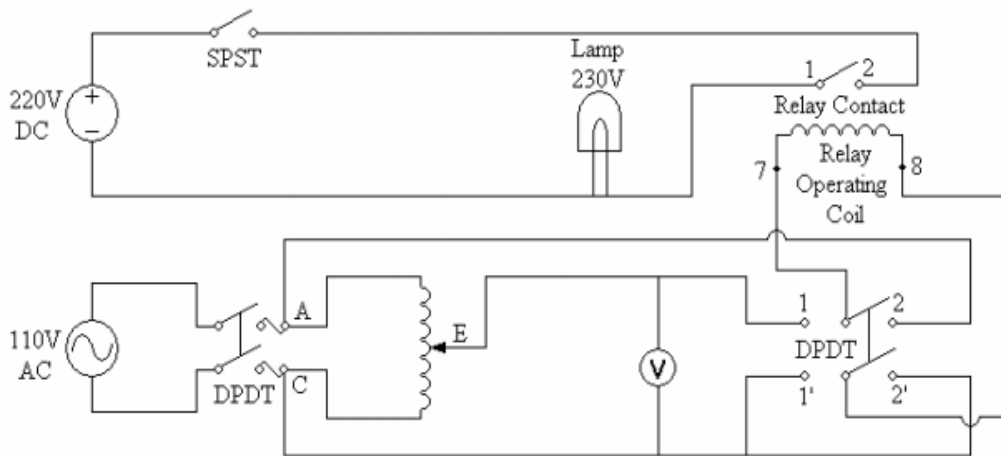 SPST
Lamp
230V
1 2
Relay Contact
220V
DC
+
−
7
Relay
Operating
Coil
8
110V
AC
A
C
DPDT
E
V
1 2
DPDT
1' 2'